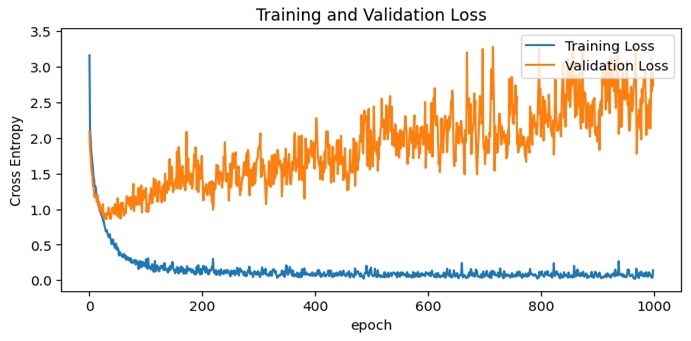 Training and Validation Loss
Training Loss
Validation Loss
Cross Entropy
3.5
3.0
2.5
2.0
1.5
1.0
0.5
0.0
0 200 400 600 800 1000
epoch